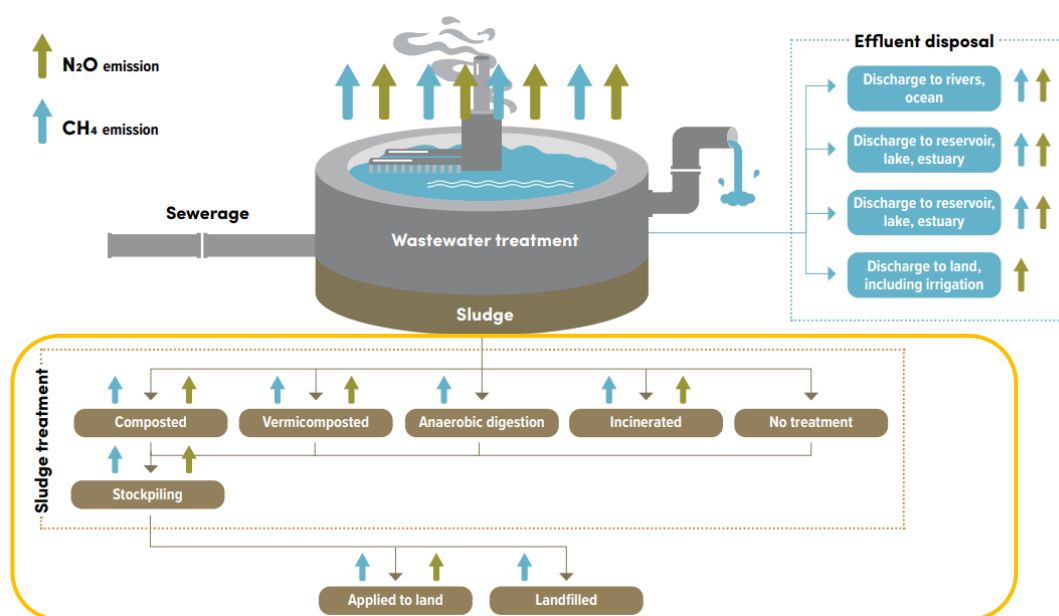 N₂O emission
CH₄ emission
Sewerage
Wastewater treatment
Sludge
Effluent disposal
Discharge to rivers,
ocean
Discharge to reservoir,
lake, estuary
Discharge to reservoir,
lake, estuary
Discharge to land,
including irrigation
Sludge treatment
Composted
Vermicomposted
Anaerobic digestion
Incinerated
No treatment
Stockpiling
Applied to land
Landfilled